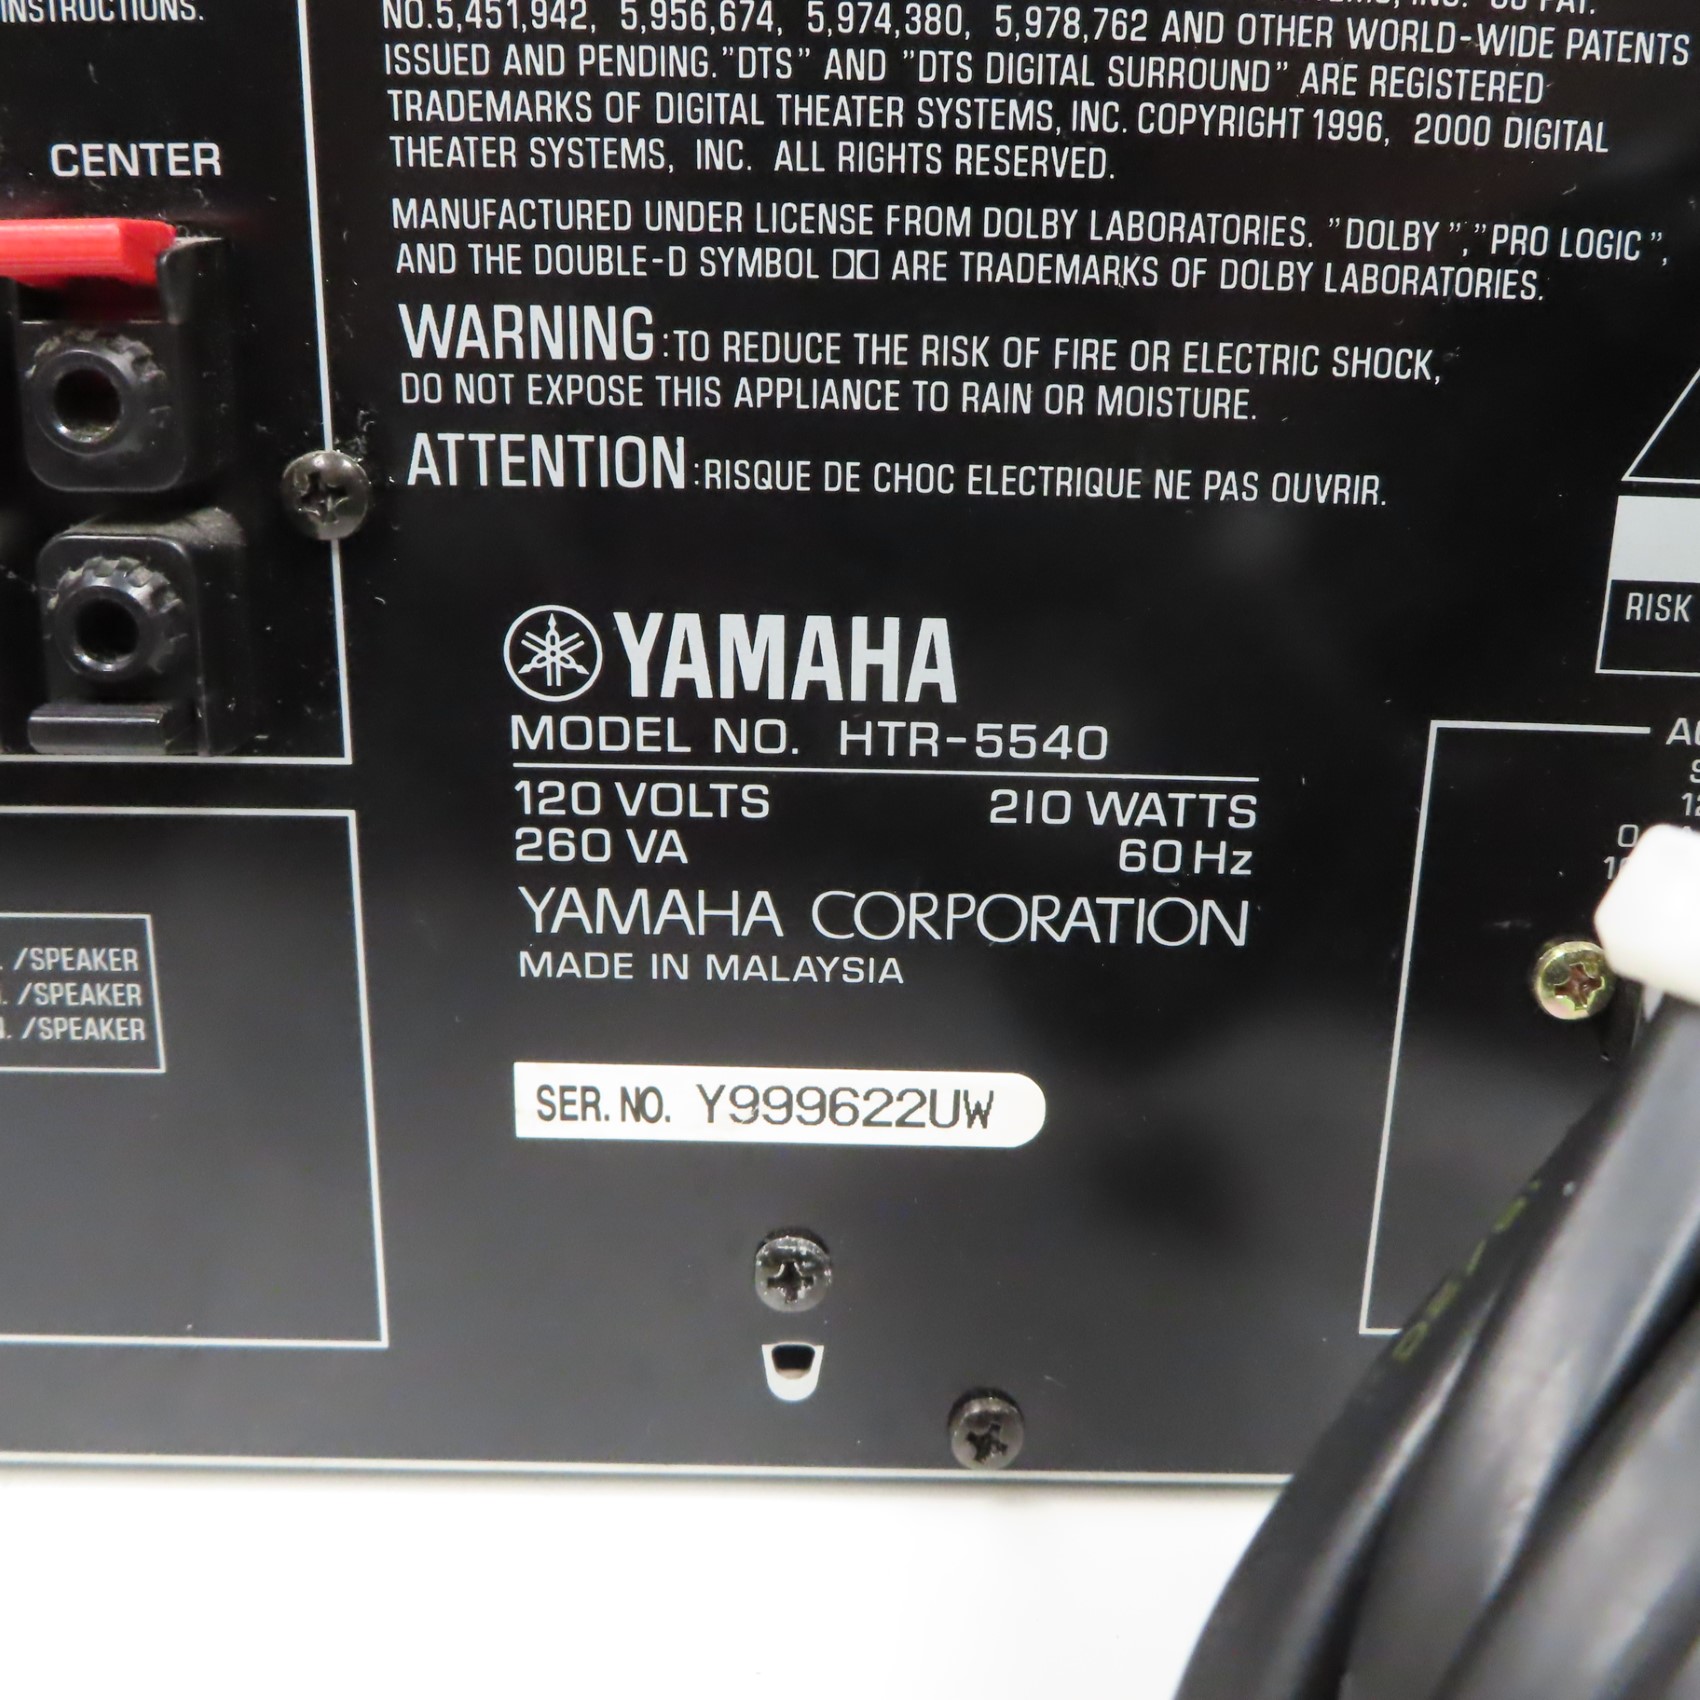 INSTRUCTIONS.
CENTER
NO.5,451,942, 5,956,674, 5,974,380, 5,978,762 AND OTHER WORLD-WIDE PATENTS
ISSUED AND PENDING. "DTS" AND "DTS DIGITAL SURROUND" ARE REGISTERED
TRADEMARKS OF DIGITAL THEATER SYSTEMS, INC. COPYRIGHT 1996, 2000 DIGITAL
THEATER SYSTEMS, INC. ALL RIGHTS RESERVED.
MANUFACTURED UNDER LICENSE FROM DOLBY LABORATORIES. "DOLBY", "PRO LOGIC",
AND THE DOUBLE-D SYMBOL ARE TRADEMARKS OF DOLBY LABORATORIES.
WARNING :TO REDUCE THE RISK OF FIRE OR ELECTRIC SHOCK,
DO NOT EXPOSE THIS APPLIANCE TO RAIN OR MOISTURE.
ATTENTION :RISQUE DE CHOC ELECTRIQUE NE PAS OUVRIR.
RISK
YAMAHA
MODEL NO. HTR-5540
120 VOLTS 210 WATTS
260 VA 60 Hz
YAMAHA CORPORATION
MADE IN MALAYSIA
/SPEAKER
/SPEAKER
/SPEAKER
SER. NO. Y999622UW